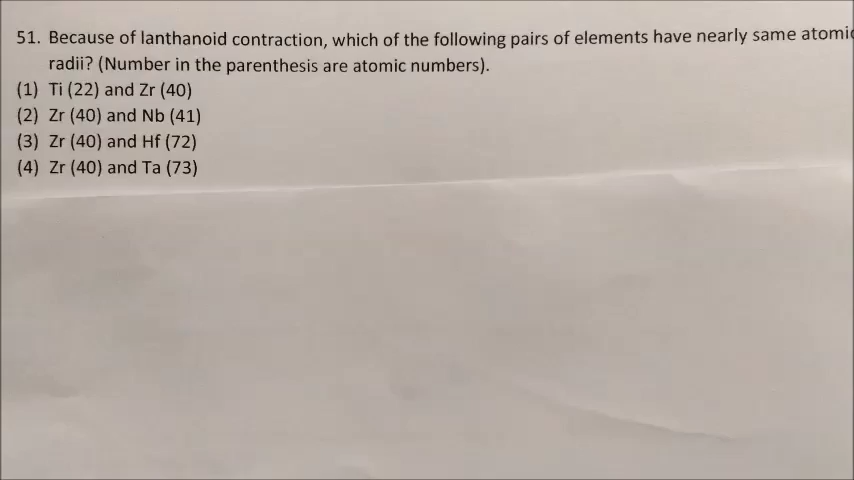 51. Because of lanthanoid contraction, which of the following pairs of elements have nearly same atomic
radii? (Number in the parenthesis are atomic numbers).
(1) Ti (22) and Zr (40)
(2) Zr (40) and Nb (41)
(3) Zr (40) and Hf (72)
(4) Zr (40) and Ta (73)